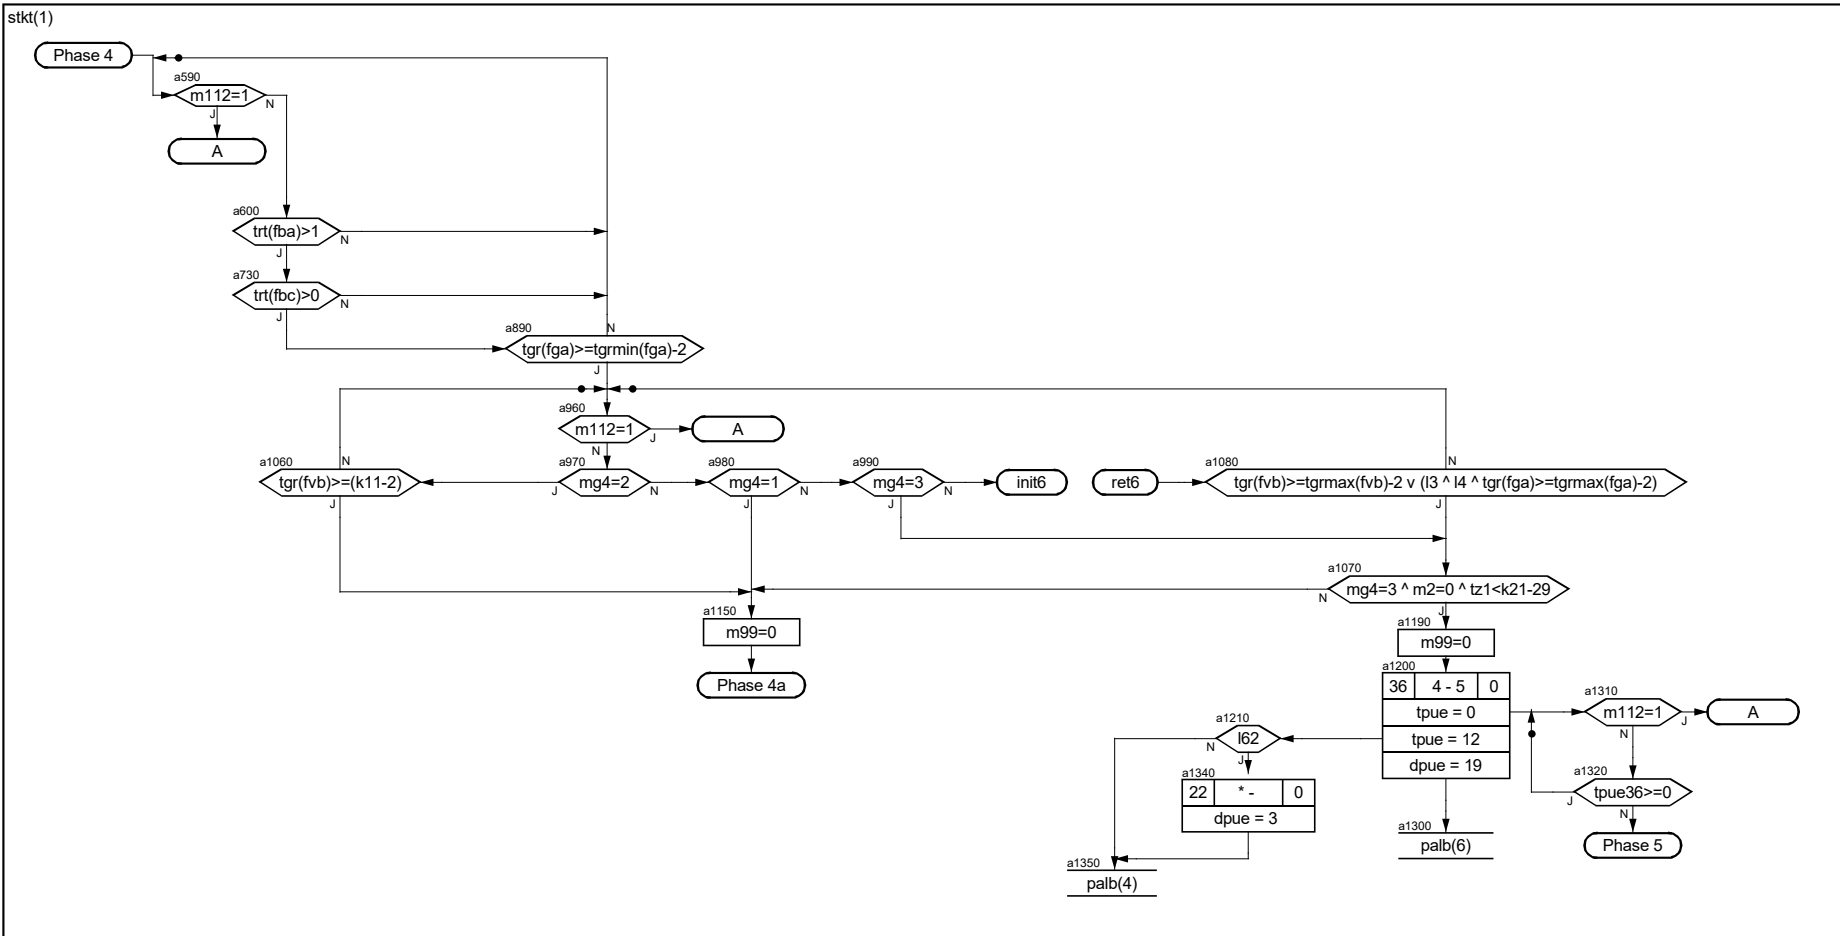 stkt(1)
Phase 4
a590
m112=1
N
J
A
a600
trt(fba)>1
N
J
a730
trt(fbc)>0
N
J
a890
N
tgr(fga)>=tgrmin(fga)-2
J
a960
m112=1
J
A
N
a1060
N
tgr(fvb)>=(k11-2)
J
a970
mg4=2
J
N
a980
mg4=1
N
J
a990
mg4=3
N
J
init6
ret6
a1080
N
tgr(fvb)>=tgrmax(fvb)-2 v (l3 ^ l4 ^ tgr(fga)>=tgrmax(fga)-2)
J
a1070
mg4=3 ^ m2=0 ^ tz1<k21-29
N
J
a1150
m99=0
Phase 4a
a1190
m99=0
a1200
36 4 - 5 0
tpue = 0
tpue = 12
dpue = 19
a1210
l62
N
J
a1340
22 * - 0
dpue = 3
a1350
palb(4)
a1300
palb(6)
a1310
m112=1
J
A
N
a1320
tpue36>=0
J
N
Phase 5